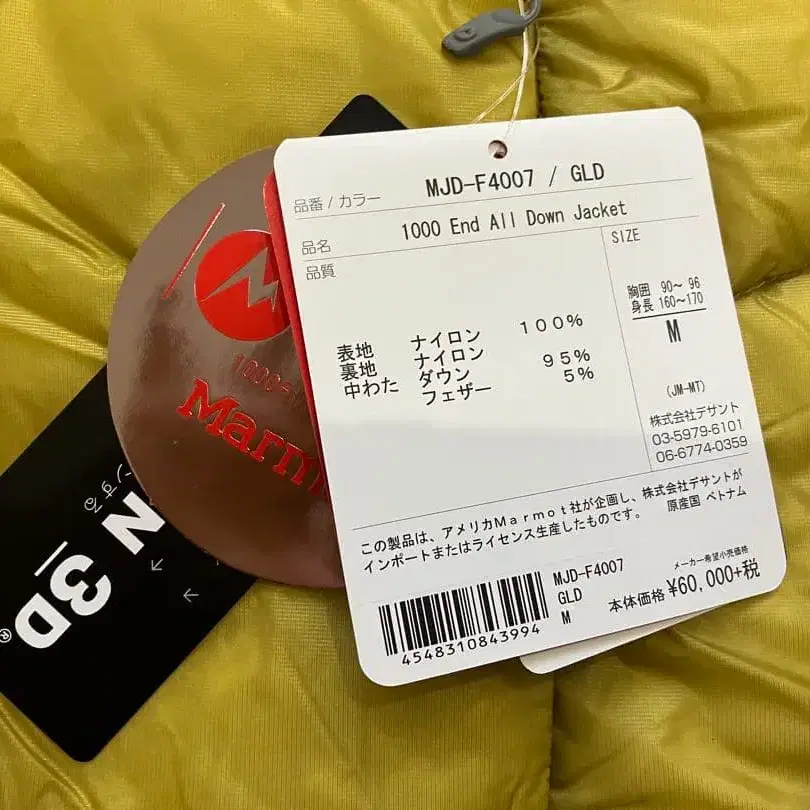 品番 / カラー MJD-F4007 / GLD
品名 1000 End All Down Jacket
品質
SIZE
表地 ナイロン 100%
裏地 ナイロン
中わた ダウン 95%
フェザー 5%
胸囲 90～ 96
身長 160～170
M
(JM-MT)
株式会社デサント
03-5979-6101
06-6774-0359
この製品は、アメリカMarmot社が企画し、株式会社デサントが
インポートまたはライセンス生産したものです。 原産国 ベトナム
4548310843994
MJD-F4007
GLD
M
メーカー希望小売価格
本体価格 ¥60,000+税
1000
Marm
ンする
N 3D®